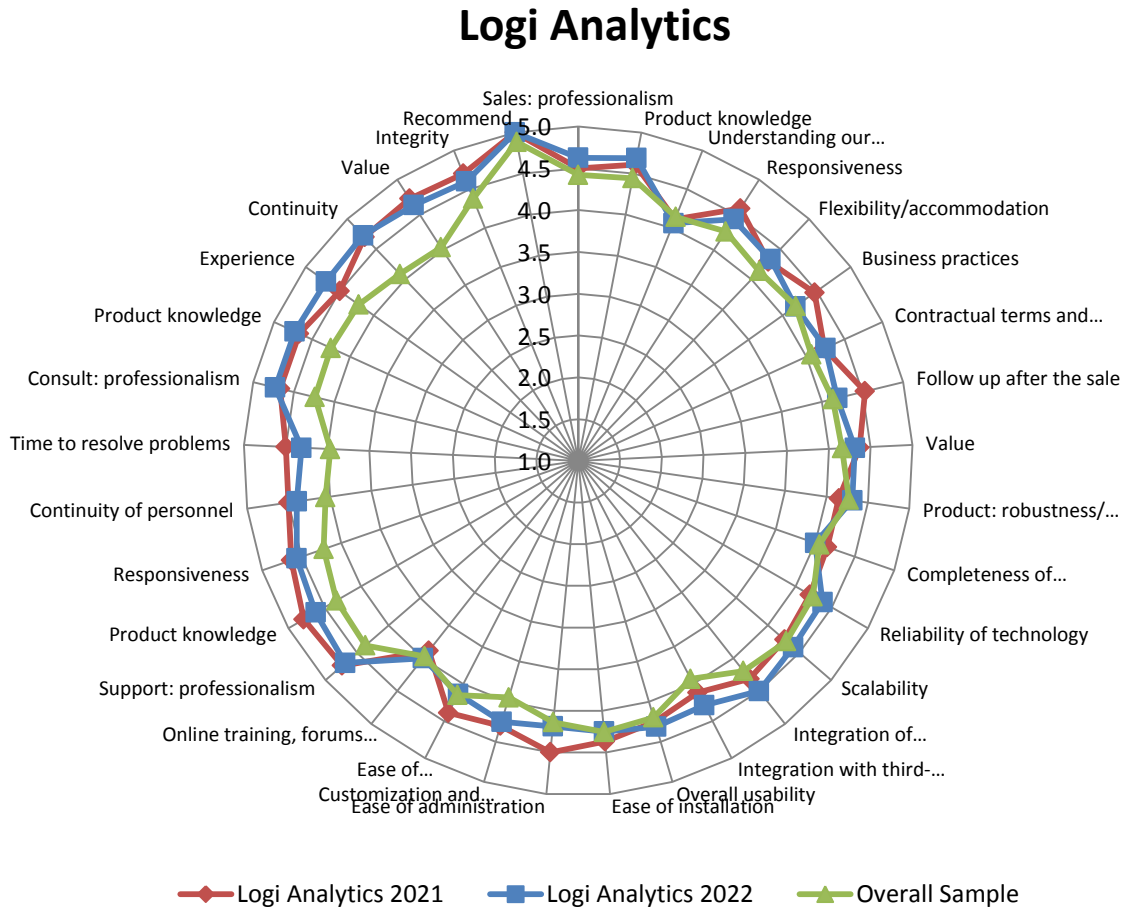 Logi Analytics
Sales: professionalism
Product knowledge
Understanding our...
Responsiveness
Flexibility/accommodation
Business practices
Contractual terms and...
Follow up after the sale
Value
Product: robustness/...
Completeness of...
Reliability of technology
Scalability
Integration of...
Integration with third-...
Overall usability
Ease of installation
Ease of administration
Customization and...
Ease of...
Online training, forums...
Support: professionalism
Product knowledge
Responsiveness
Continuity of personnel
Time to resolve problems
Consult: professionalism
Product knowledge
Experience
Continuity
Value
Integrity
Recommend
5.0
4.5
4.0
3.5
3.0
2.5
2.0
1.5
1.0
Logi Analytics 2021
Logi Analytics 2022
Overall Sample